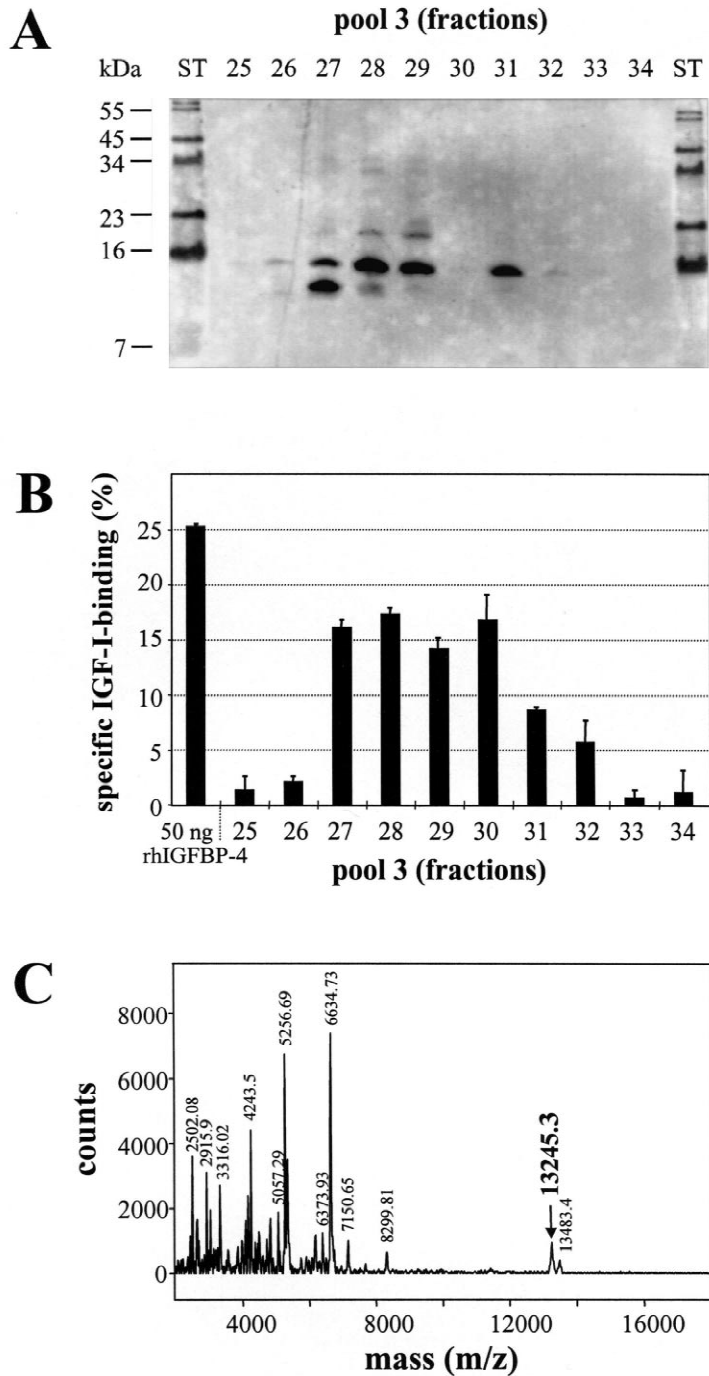 A
pool 3 (fractions)
kDa ST 25 26 27 28 29 30 31 32 33 34 ST
55
45
34
23
16
7
B
specific IGF-I-binding (%)
25
20
15
10
5
0
50 ng rhIGFBP-4
25 26 27 28 29 30 31 32 33 34
pool 3 (fractions)
C
counts
8000
6000
4000
2000
0
2502.08
2915.9
3316.02
4243.5
5057.29
5256.69
6373.93
6634.73
7150.65
8299.81
13245.3
13483.4
4000 8000 12000 16000
mass (m/z)